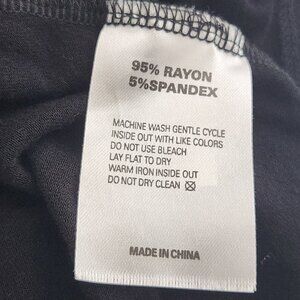 95% RAYON
5%SPANDEX
MACHINE WASH GENTLE CYCLE
INSIDE OUT WITH LIKE COLORS
DO NOT USE BLEACH
LAY FLAT TO DRY
WARM IRON INSIDE OUT
DO NOT DRY CLEAN
MADE IN CHINA